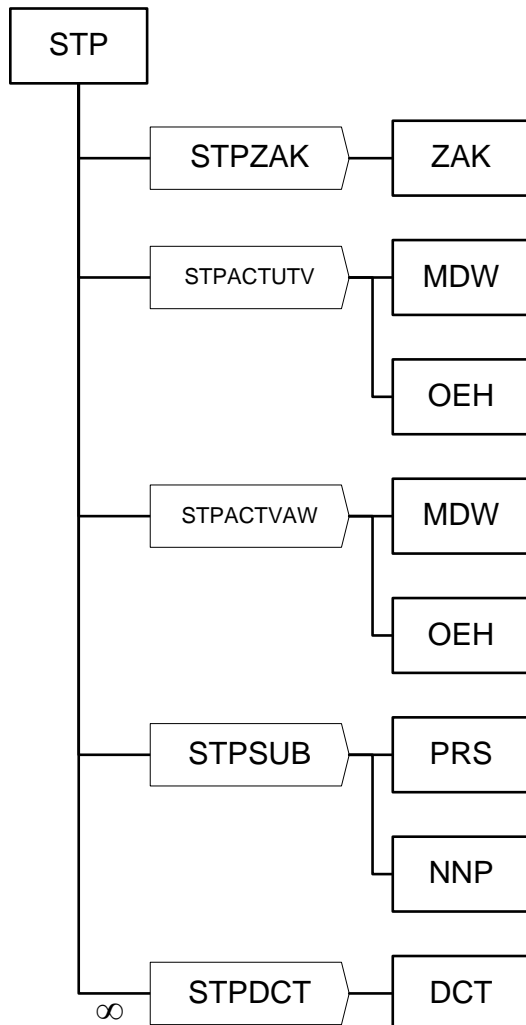 STP
STPZAK ZAK
STPACTUTV MDW
OEH
STPACTVAW MDW
OEH
STPSUB PRS
NNP
∞ STPDCT DCT